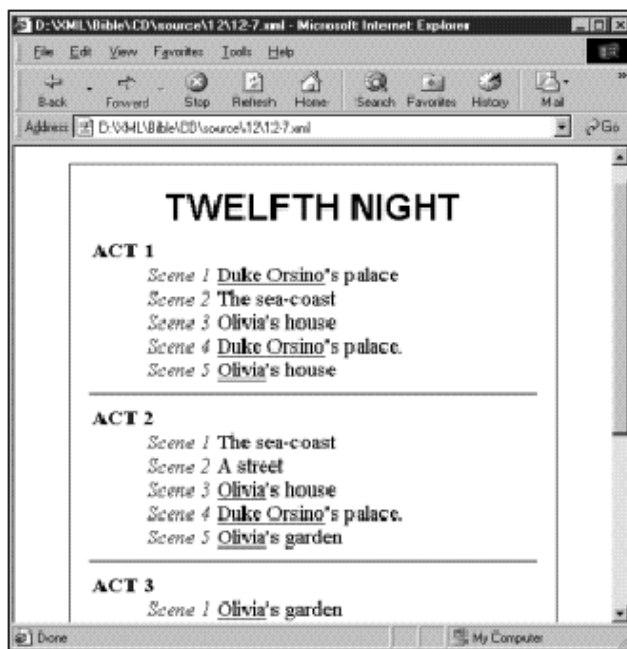 D:\XML\Bible\CD\source\12\12-7.xml - Microsoft Internet Explorer
File Edit View Favorites Tools Help
Back Forward Stop Refresh Home Search Favorites History Mail »
Address D:\XML\Bible\CD\source\12\12-7.xml Go
TWELFTH NIGHT
ACT 1
Scene 1 Duke Orsino's palace
Scene 2 The sea-coast
Scene 3 Olivia's house
Scene 4 Duke Orsino's palace.
Scene 5 Olivia's house
ACT 2
Scene 1 The sea-coast
Scene 2 A street
Scene 3 Olivia's house
Scene 4 Duke Orsino's palace.
Scene 5 Olivia's garden
ACT 3
Scene 1 Olivia's garden
Done My Computer